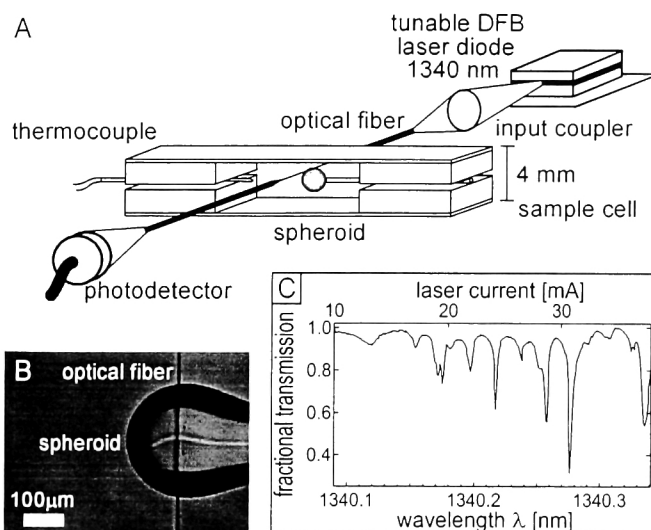 A
tunable DFB
laser diode
1340 nm
optical fiber
thermocouple
input coupler
4 mm
sample cell
spheroid
photodetector
B
optical fiber
spheroid
100µm
C
laser current [mA]
10 20 30
fractional transmission
1.0
0.8
0.6
0.4
1340.1 1340.2 1340.3
wavelength λ [nm]